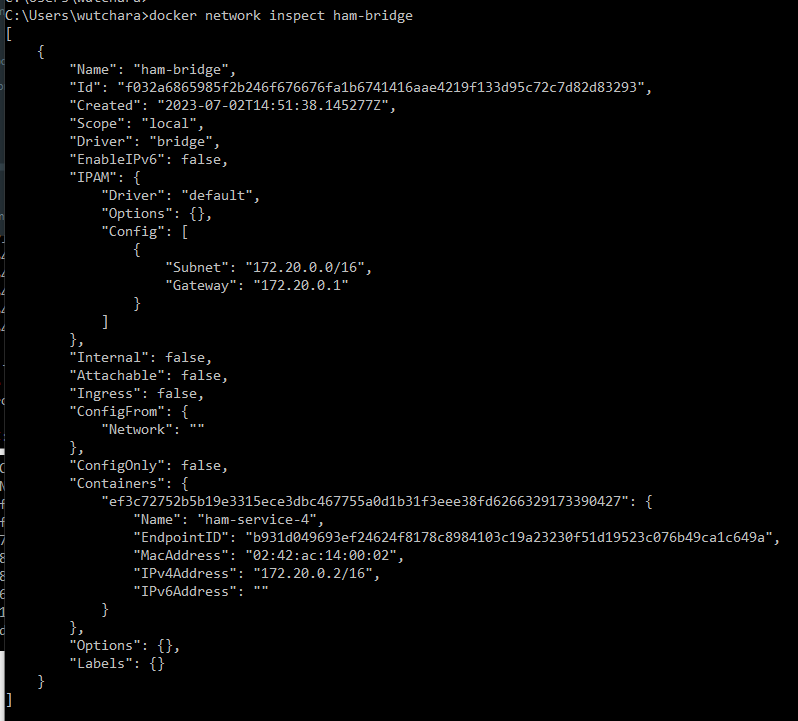 C:\Users\wutchara>docker network inspect ham-bridge
[
    {
        "Name": "ham-bridge",
        "Id": "f032a6865985f2b246f676676fa1b6741416aae4219f133d95c72c7d82d83293",
        "Created": "2023-07-02T14:51:38.145277Z",
        "Scope": "local",
        "Driver": "bridge",
        "EnableIPv6": false,
        "IPAM": {
            "Driver": "default",
            "Options": {},
            "Config": [
                {
                    "Subnet": "172.20.0.0/16",
                    "Gateway": "172.20.0.1"
                }
            ]
        },
        "Internal": false,
        "Attachable": false,
        "Ingress": false,
        "ConfigFrom": {
            "Network": ""
        },
        "ConfigOnly": false,
        "Containers": {
            "ef3c72752b5b19e3315ece3dbc467755a0d1b31f3eee38fd6266329173390427": {
                "Name": "ham-service-4",
                "EndpointID": "b931d049693ef24624f8178c8984103c19a23230f51d19523c076b49ca1c649a",
                "MacAddress": "02:42:ac:14:00:02",
                "IPv4Address": "172.20.0.2/16",
                "IPv6Address": ""
            }
        },
        "Options": {},
        "Labels": {}
    }
]